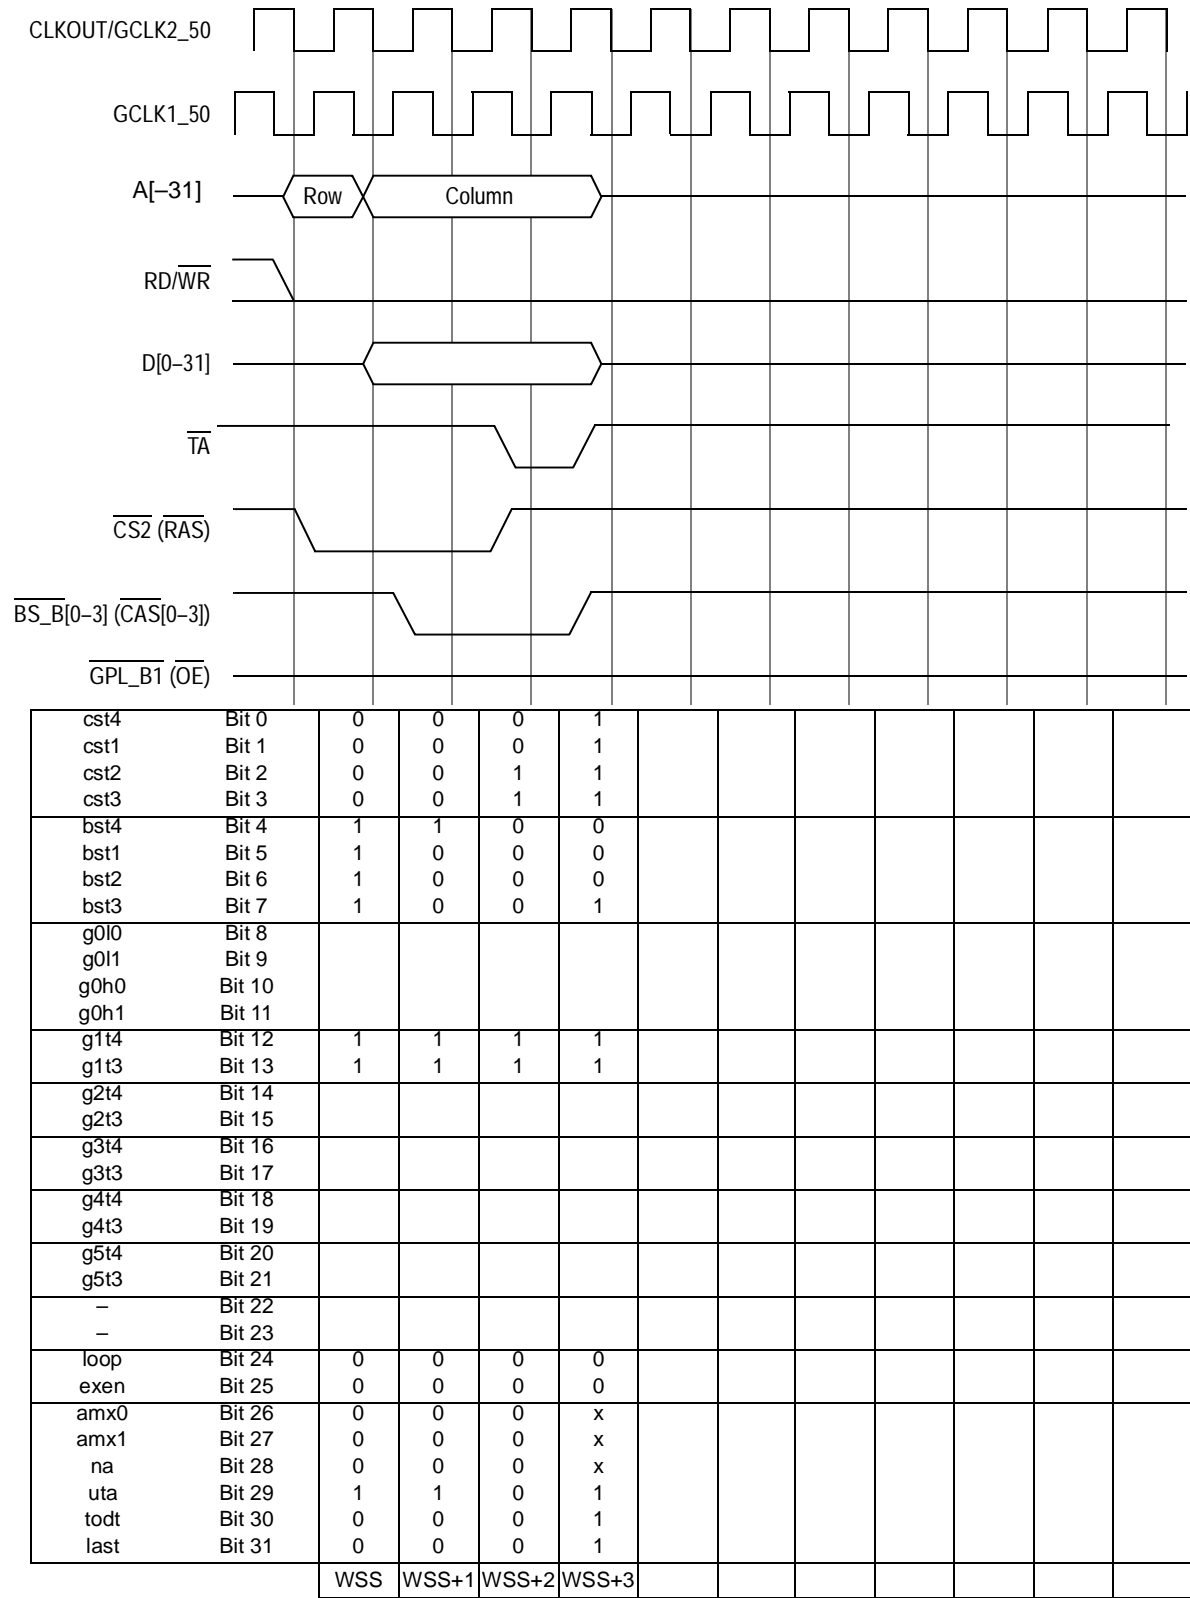 CLKOUT/GCLK2_50
GCLK1_50
A[–31]
Row
Column
RD/WR
D[0–31]
TA
CS2 (RAS)
BS_B[0–3] (CAS[0–3])
GPL_B1 (OE)
cst4 Bit 0 0 0 0 1
cst1 Bit 1 0 0 0 1
cst2 Bit 2 0 0 1 1
cst3 Bit 3 0 0 1 1
bst4 Bit 4 1 1 0 0
bst1 Bit 5 1 0 0 0
bst2 Bit 6 1 0 0 0
bst3 Bit 7 1 0 0 1
g0l0 Bit 8
g0l1 Bit 9
g0h0 Bit 10
g0h1 Bit 11
g1t4 Bit 12 1 1 1 1
g1t3 Bit 13 1 1 1 1
g2t4 Bit 14
g2t3 Bit 15
g3t4 Bit 16
g3t3 Bit 17
g4t4 Bit 18
g4t3 Bit 19
g5t4 Bit 20
g5t3 Bit 21
– Bit 22
– Bit 23
loop Bit 24 0 0 0 0
exen Bit 25 0 0 0 0
amx0 Bit 26 0 0 0 x
amx1 Bit 27 0 0 0 x
na Bit 28 0 0 0 x
uta Bit 29 1 1 0 1
todt Bit 30 0 0 0 1
last Bit 31 0 0 0 1
WSS WSS+1 WSS+2 WSS+3